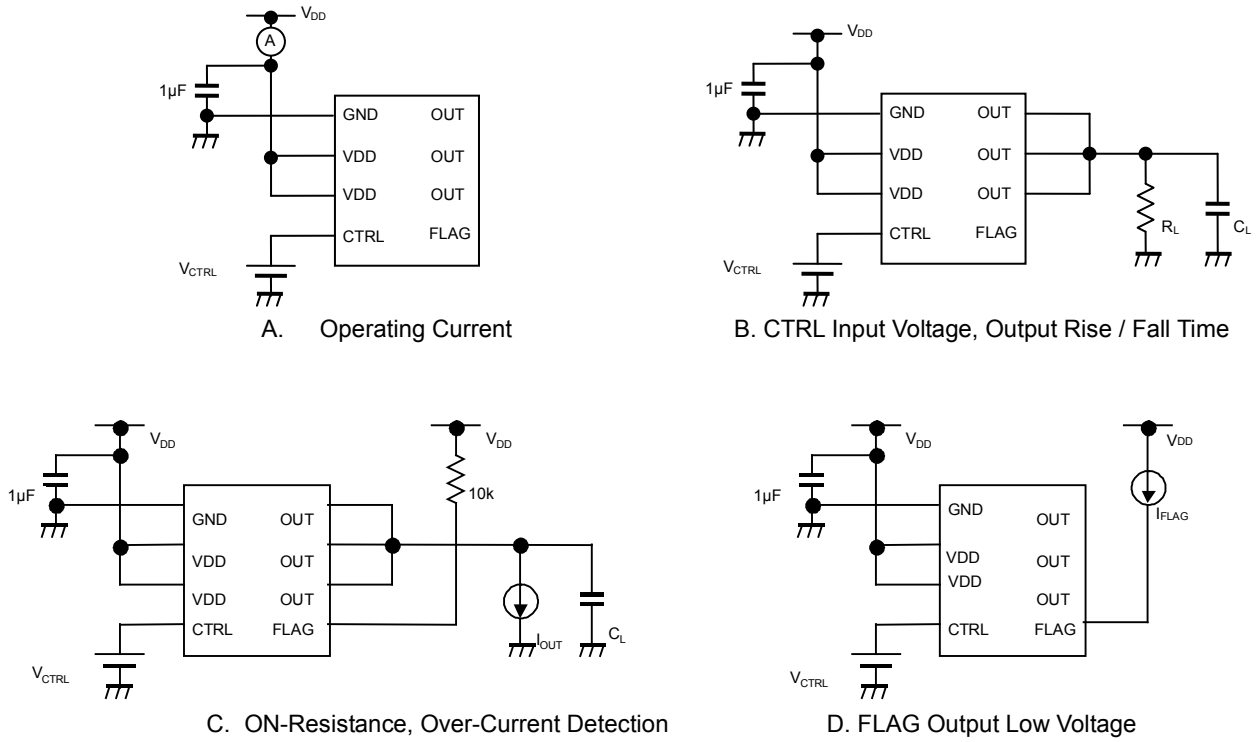 VDD
A
1µF
GND OUT
VDD OUT
VDD OUT
CTRL FLAG
VCTRL
A. Operating Current
VDD
1µF
GND OUT
VDD OUT
VDD OUT
CTRL FLAG
RL
CL
VCTRL
B. CTRL Input Voltage, Output Rise / Fall Time
VDD
VDD
1µF
10k
GND OUT
VDD OUT
VDD OUT
CTRL FLAG
IOUT
CL
VCTRL
C. ON-Resistance, Over-Current Detection
VDD
VDD
1µF
IFLAG
GND OUT
VDD OUT
VDD OUT
CTRL FLAG
VCTRL
D. FLAG Output Low Voltage